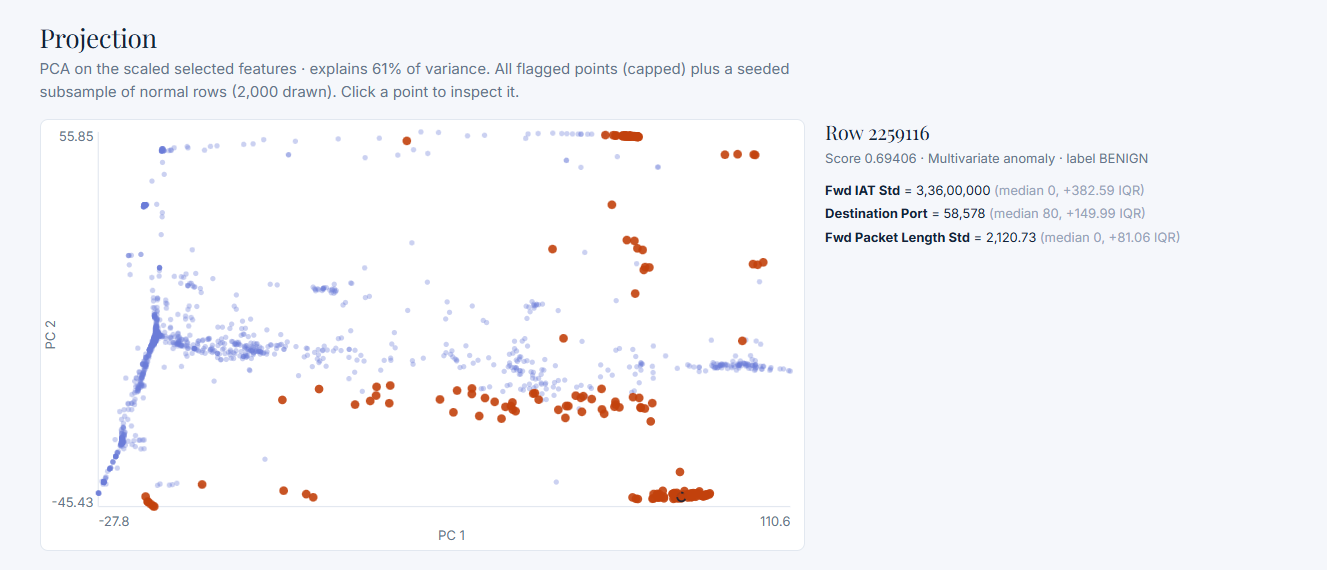 Projection
PCA on the scaled selected features · explains 61% of variance. All flagged points (capped) plus a seeded
subsample of normal rows (2,000 drawn). Click a point to inspect it.
55.85
PC 2
-45.43
-27.8
110.6
PC 1
Row 2259116
Score 0.69406 · Multivariate anomaly · label BENIGN
Fwd IAT Std = 3,36,00,000 (median 0, +382.59 IQR)
Destination Port = 58,578 (median 80, +149.99 IQR)
Fwd Packet Length Std = 2,120.73 (median 0, +81.06 IQR)